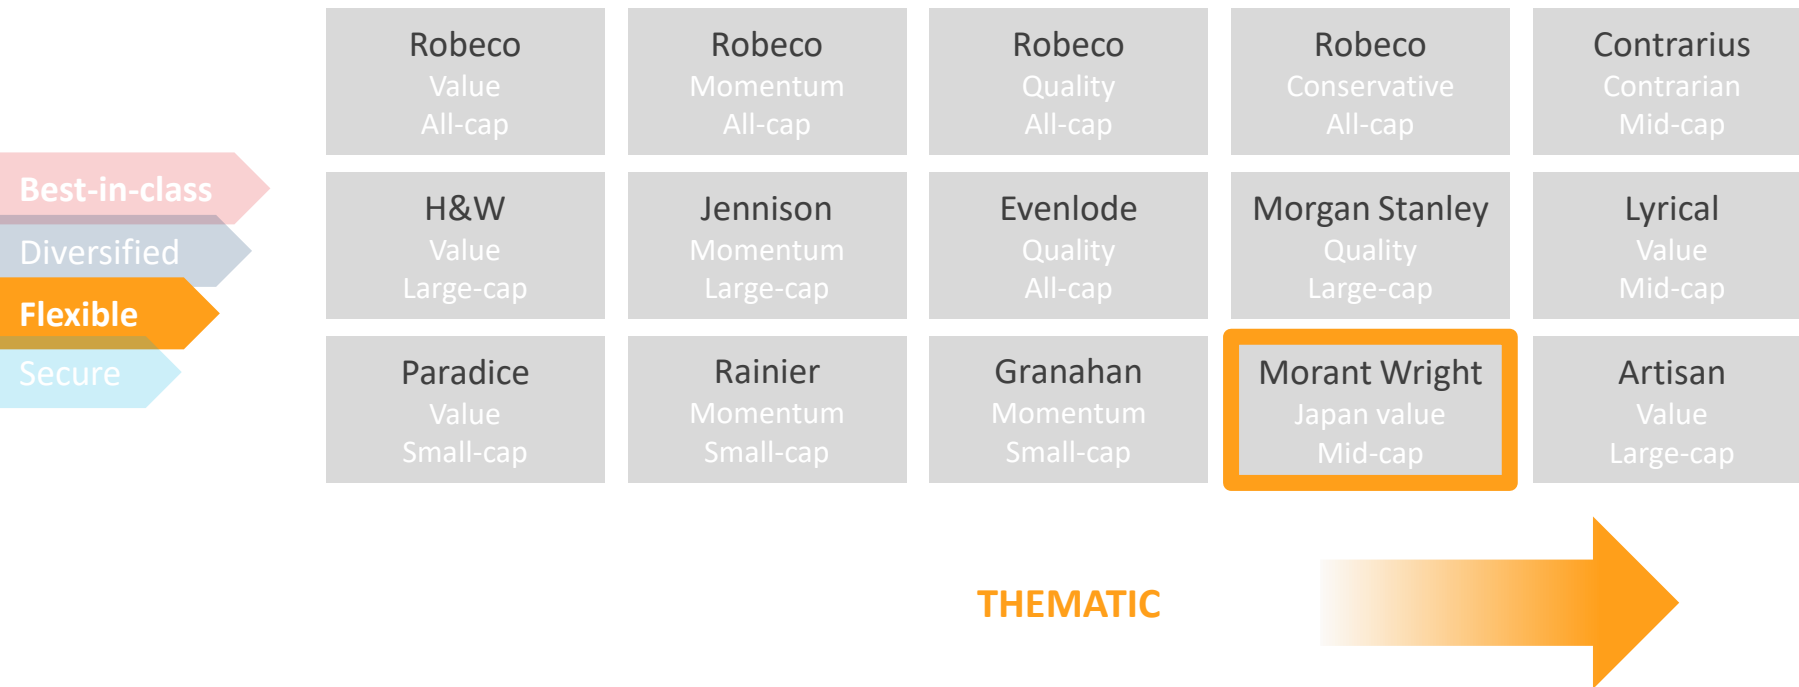 Robeco
Value
All-cap
Robeco
Momentum
All-cap
Robeco
Quality
All-cap
Robeco
Conservative
All-cap
Contrarius
Contrarian
Mid-cap
Best-in-class
Diversified
Flexible
Secure
H&W
Value
Large-cap
Jennison
Momentum
Large-cap
Evenlode
Quality
All-cap
Morgan Stanley
Quality
Large-cap
Lyrical
Value
Mid-cap
Paradice
Value
Small-cap
Rainier
Momentum
Small-cap
Granahan
Momentum
Small-cap
Morant Wright
Japan value
Mid-cap
Artisan
Value
Large-cap
THEMATIC